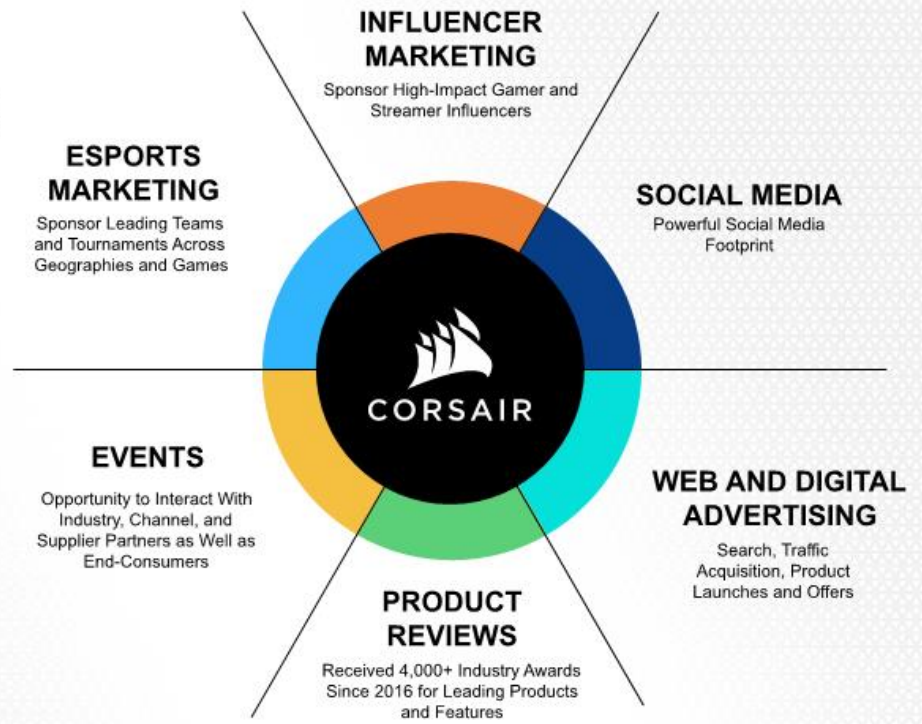 INFLUENCER
MARKETING
Sponsor High-Impact Gamer and
Streamer Influencers
ESPORTS
MARKETING
Sponsor Leading Teams
and Tournaments Across
Geographies and Games
SOCIAL MEDIA
Powerful Social Media
Footprint
CORSAIR
EVENTS
Opportunity to Interact With
Industry, Channel, and
Supplier Partners as Well as
End-Consumers
WEB AND DIGITAL
ADVERTISING
Search, Traffic
Acquisition, Product
Launches and Offers
PRODUCT
REVIEWS
Received 4,000+ Industry Awards
Since 2016 for Leading Products
and Features